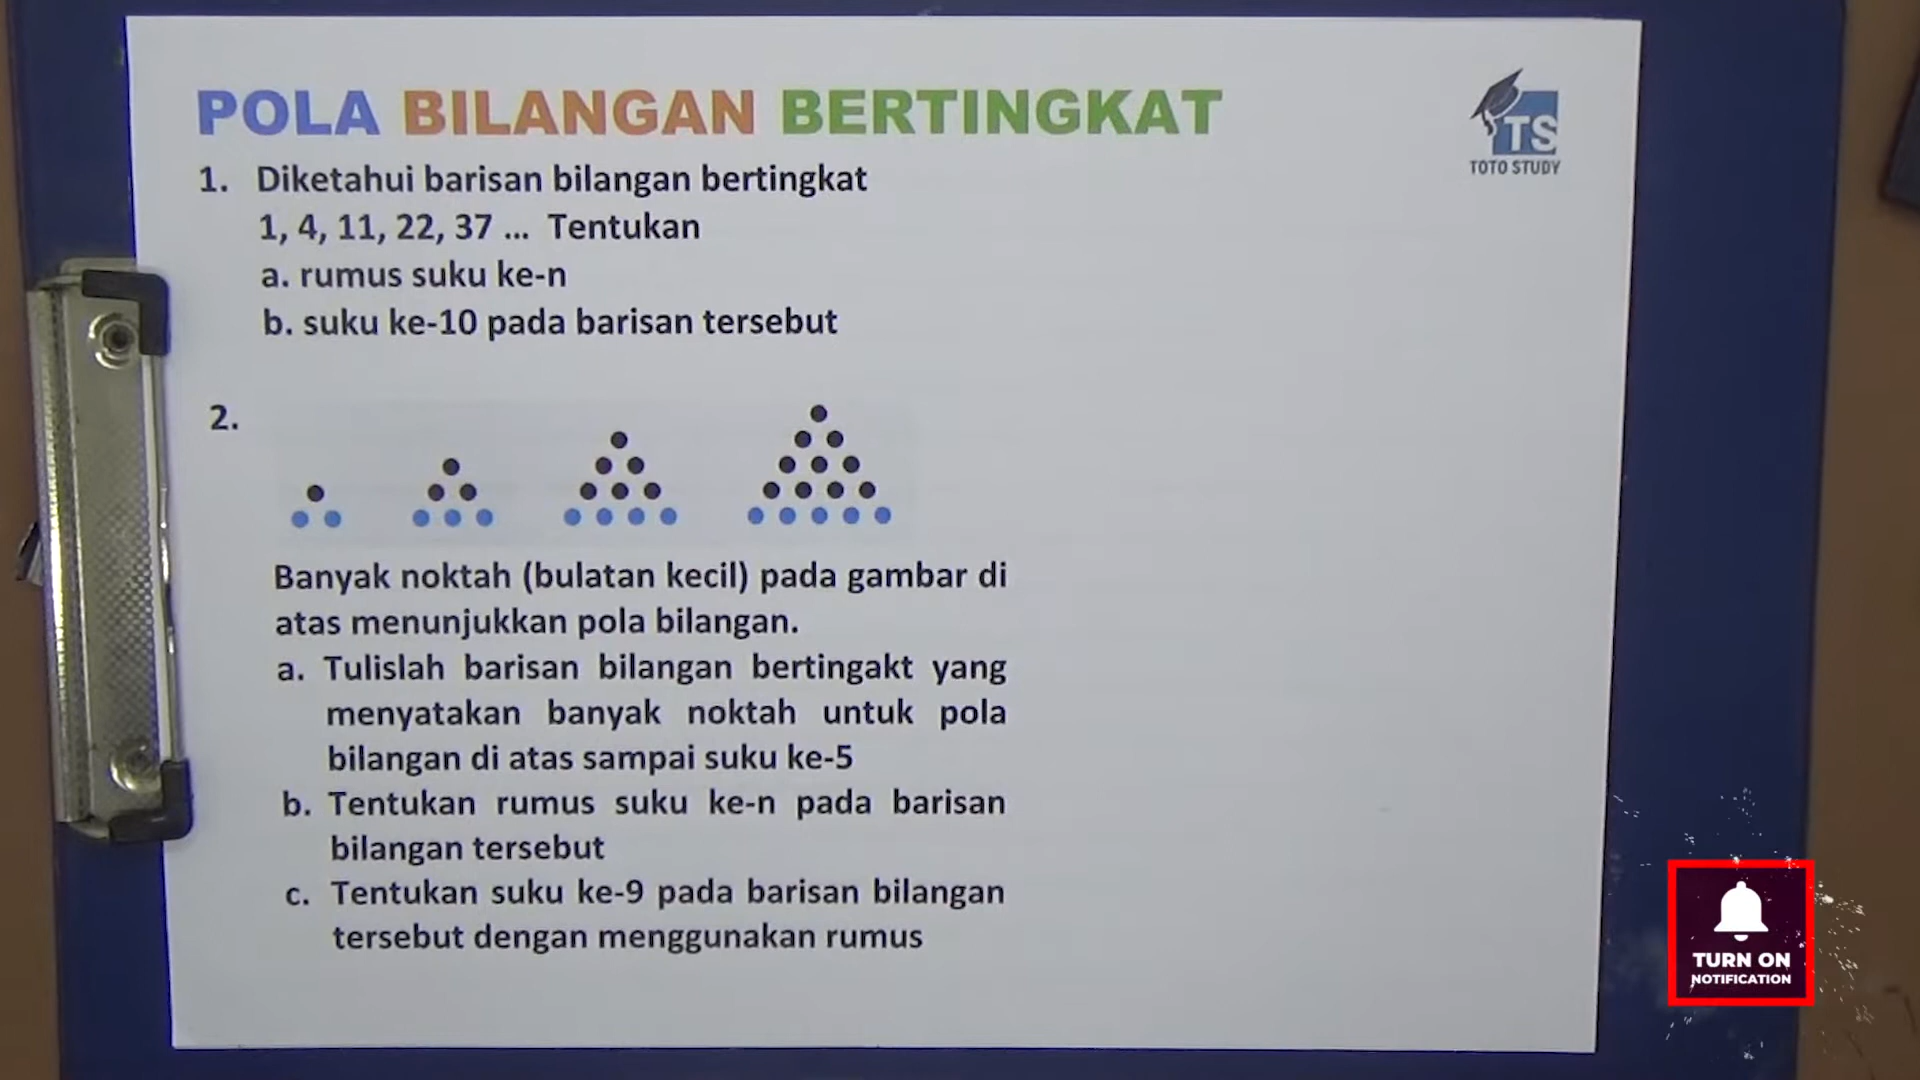 POLA BILANGAN BERTINGKAT
TS
TOTO STUDY
1. Diketahui barisan bilangan bertingkat
1, 4, 11, 22, 37 ... Tentukan
a. rumus suku ke-n
b. suku ke-10 pada barisan tersebut
2.
Banyak noktah (bulatan kecil) pada gambar di
atas menunjukkan pola bilangan.
a. Tulislah barisan bilangan bertingakt yang
menyatakan banyak noktah untuk pola
bilangan di atas sampai suku ke-5
b. Tentukan rumus suku ke-n pada barisan
bilangan tersebut
c. Tentukan suku ke-9 pada barisan bilangan
tersebut dengan menggunakan rumus
TURN ON
NOTIFICATION